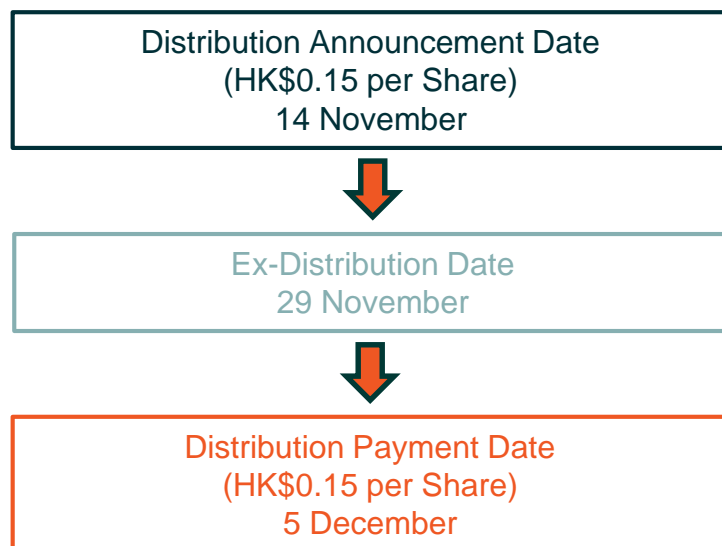 Distribution Announcement Date
(HK$0.15 per Share)
14 November
Ex-Distribution Date
29 November
Distribution Payment Date
(HK$0.15 per Share)
5 December